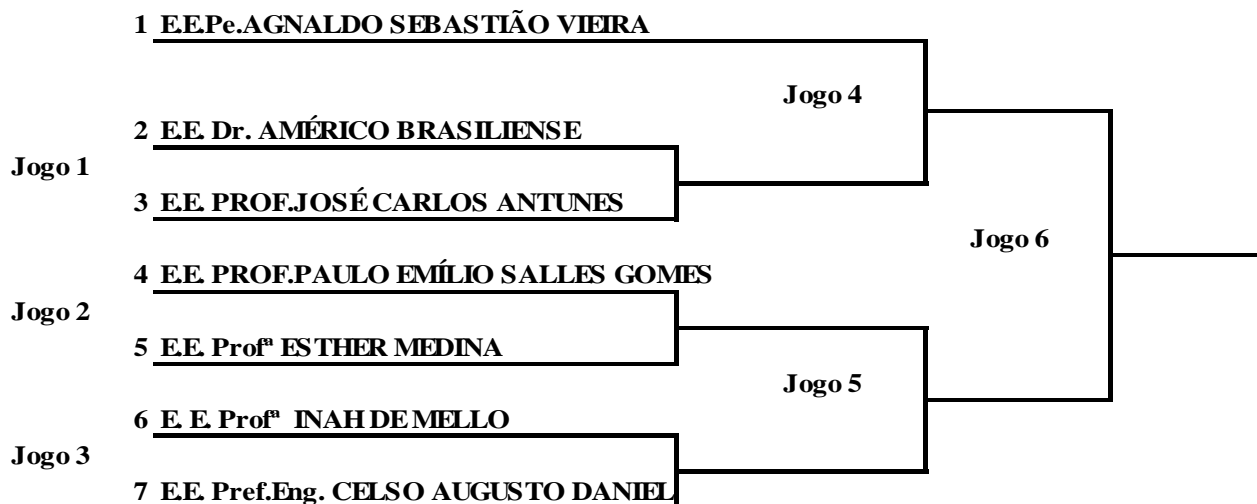 1 E.E.Pe.AGNALDO SEBASTIÃO VIEIRA
Jogo 4
2 E.E. Dr. AMÉRICO BRASILIENSE
Jogo 1
3 E.E. PROF.JOSÉ CARLOS ANTUNES
Jogo 6
4 E.E. PROF.PAULO EMÍLIO SALLES GOMES
Jogo 2
5 E.E. Profª ESTHER MEDINA
Jogo 5
6 E. E. Profª INAH DE MELLO
Jogo 3
7 E.E. Pref.Eng. CELSO AUGUSTO DANIEL